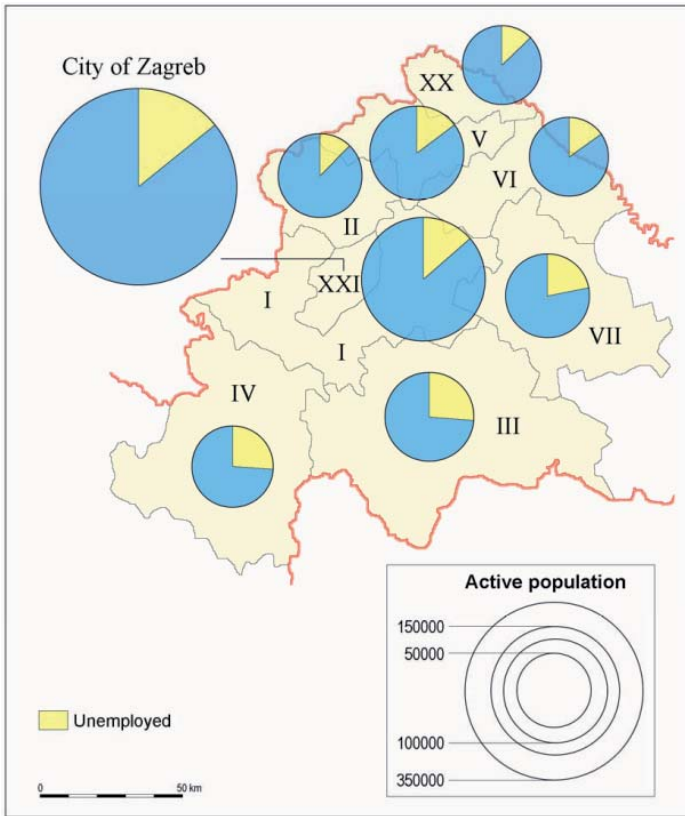 City of Zagreb
XX
V
VI
II
XXI
I
VII
I
IV
III
Active population
150000
50000
100000
350000
Unemployed
0
50 km